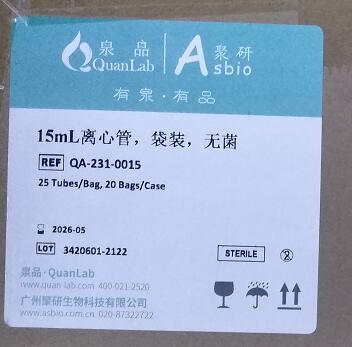 泉品
QuanLab
聚研
Asbio
有泉·有品
15mL离心管，袋装，无菌
REF QA-231-0015
25 Tubes/Bag, 20 Bags/Case
2026-05
LOT 3420601-2122
STERILE
2
泉品·QuanLab
www.quan-lab.com 400-021-2520
广州聚研生物科技有限公司
www.asbio.com.cn 020-87322722